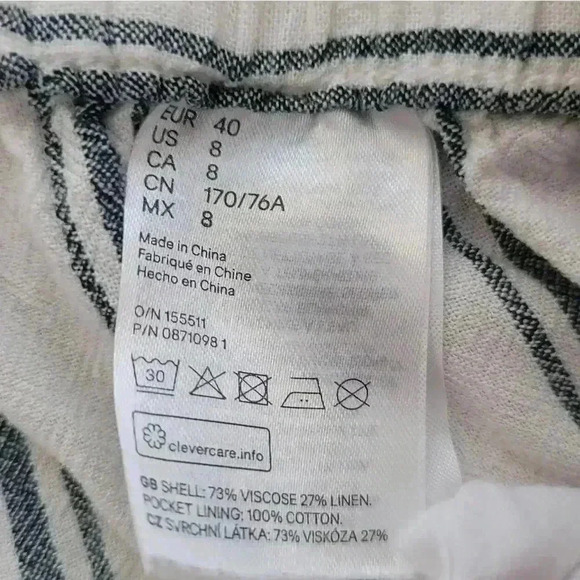 EUR 40
US 8
CA 8
CN 170/76A
MX 8
Made in China
Fabriqué en Chine
Hecho en China
O/N 155511
P/N 0871098 1
30
clevercare.info
GB SHELL: 73% VISCOSE 27% LINEN.
POCKET LINING: 100% COTTON.
CZ SVRCHNÍ LÁTKA: 73% VISKÓZA 27%